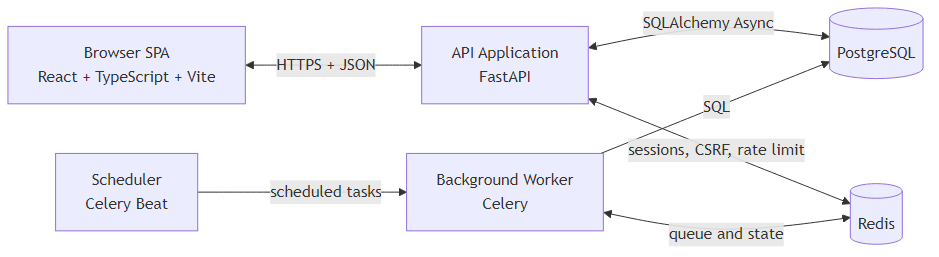 Browser SPA
React + TypeScript + Vite
HTTPS + JSON
API Application
FastAPI
SQLAlchemy Async
PostgreSQL
SQL
sessions, CSRF, rate limit
Scheduler
Celery Beat
scheduled tasks
Background Worker
Celery
queue and state
Redis